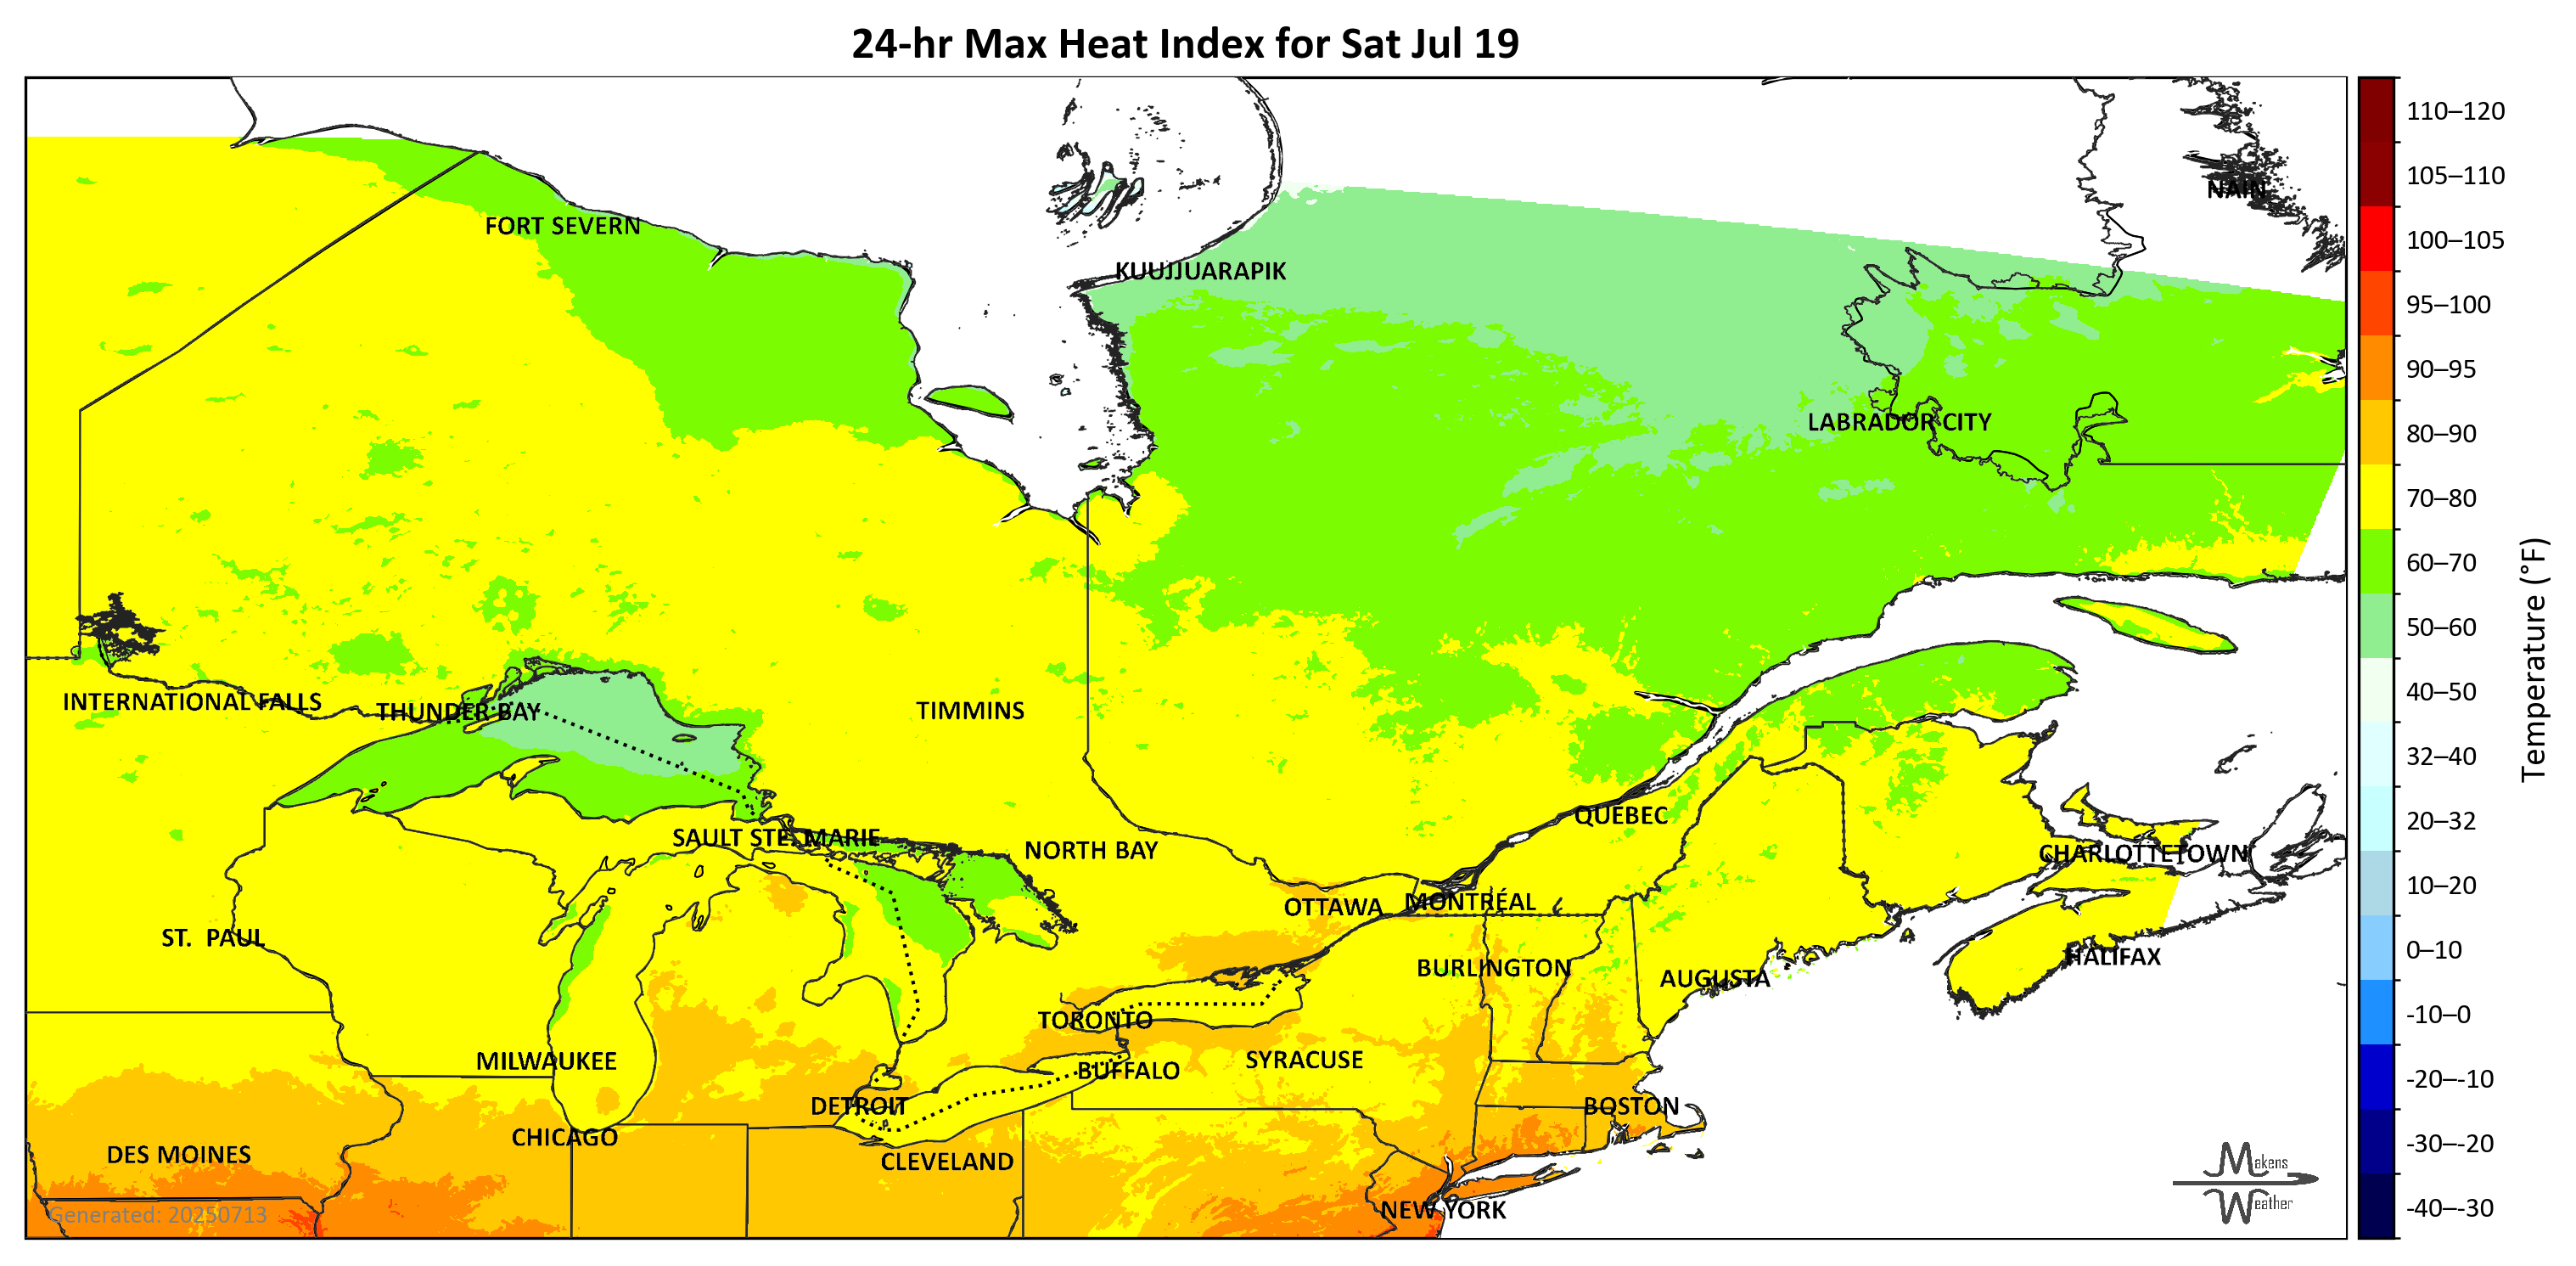 24-hr Max Heat Index for Sat Jul 19
NAIN
FORT SEVERN
KUUJJUARAPIK
LABRADOR CITY
INTERNATIONAL FALLS
THUNDER BAY
TIMMINS
QUÉBEC
SAULT STE. MARIE
NORTH BAY
CHARLOTTETOWN
OTTAWA
MONTRÉAL
ST. PAUL
HALIFAX
BURLINGTON
AUGUSTA
TORONTO
MILWAUKEE
SYRACUSE
BUFFALO
DETROIT
BOSTON
CHICAGO
DES MOINES
CLEVELAND
NEW YORK
Generated: 20250713
Makens
Weather
110–120
105–110
100–105
95–100
90–95
80–90
70–80
60–70
50–60
40–50
32–40
20–32
10–20
0–10
-10–0
-20–-10
-30–-20
-40–-30
Temperature (°F)